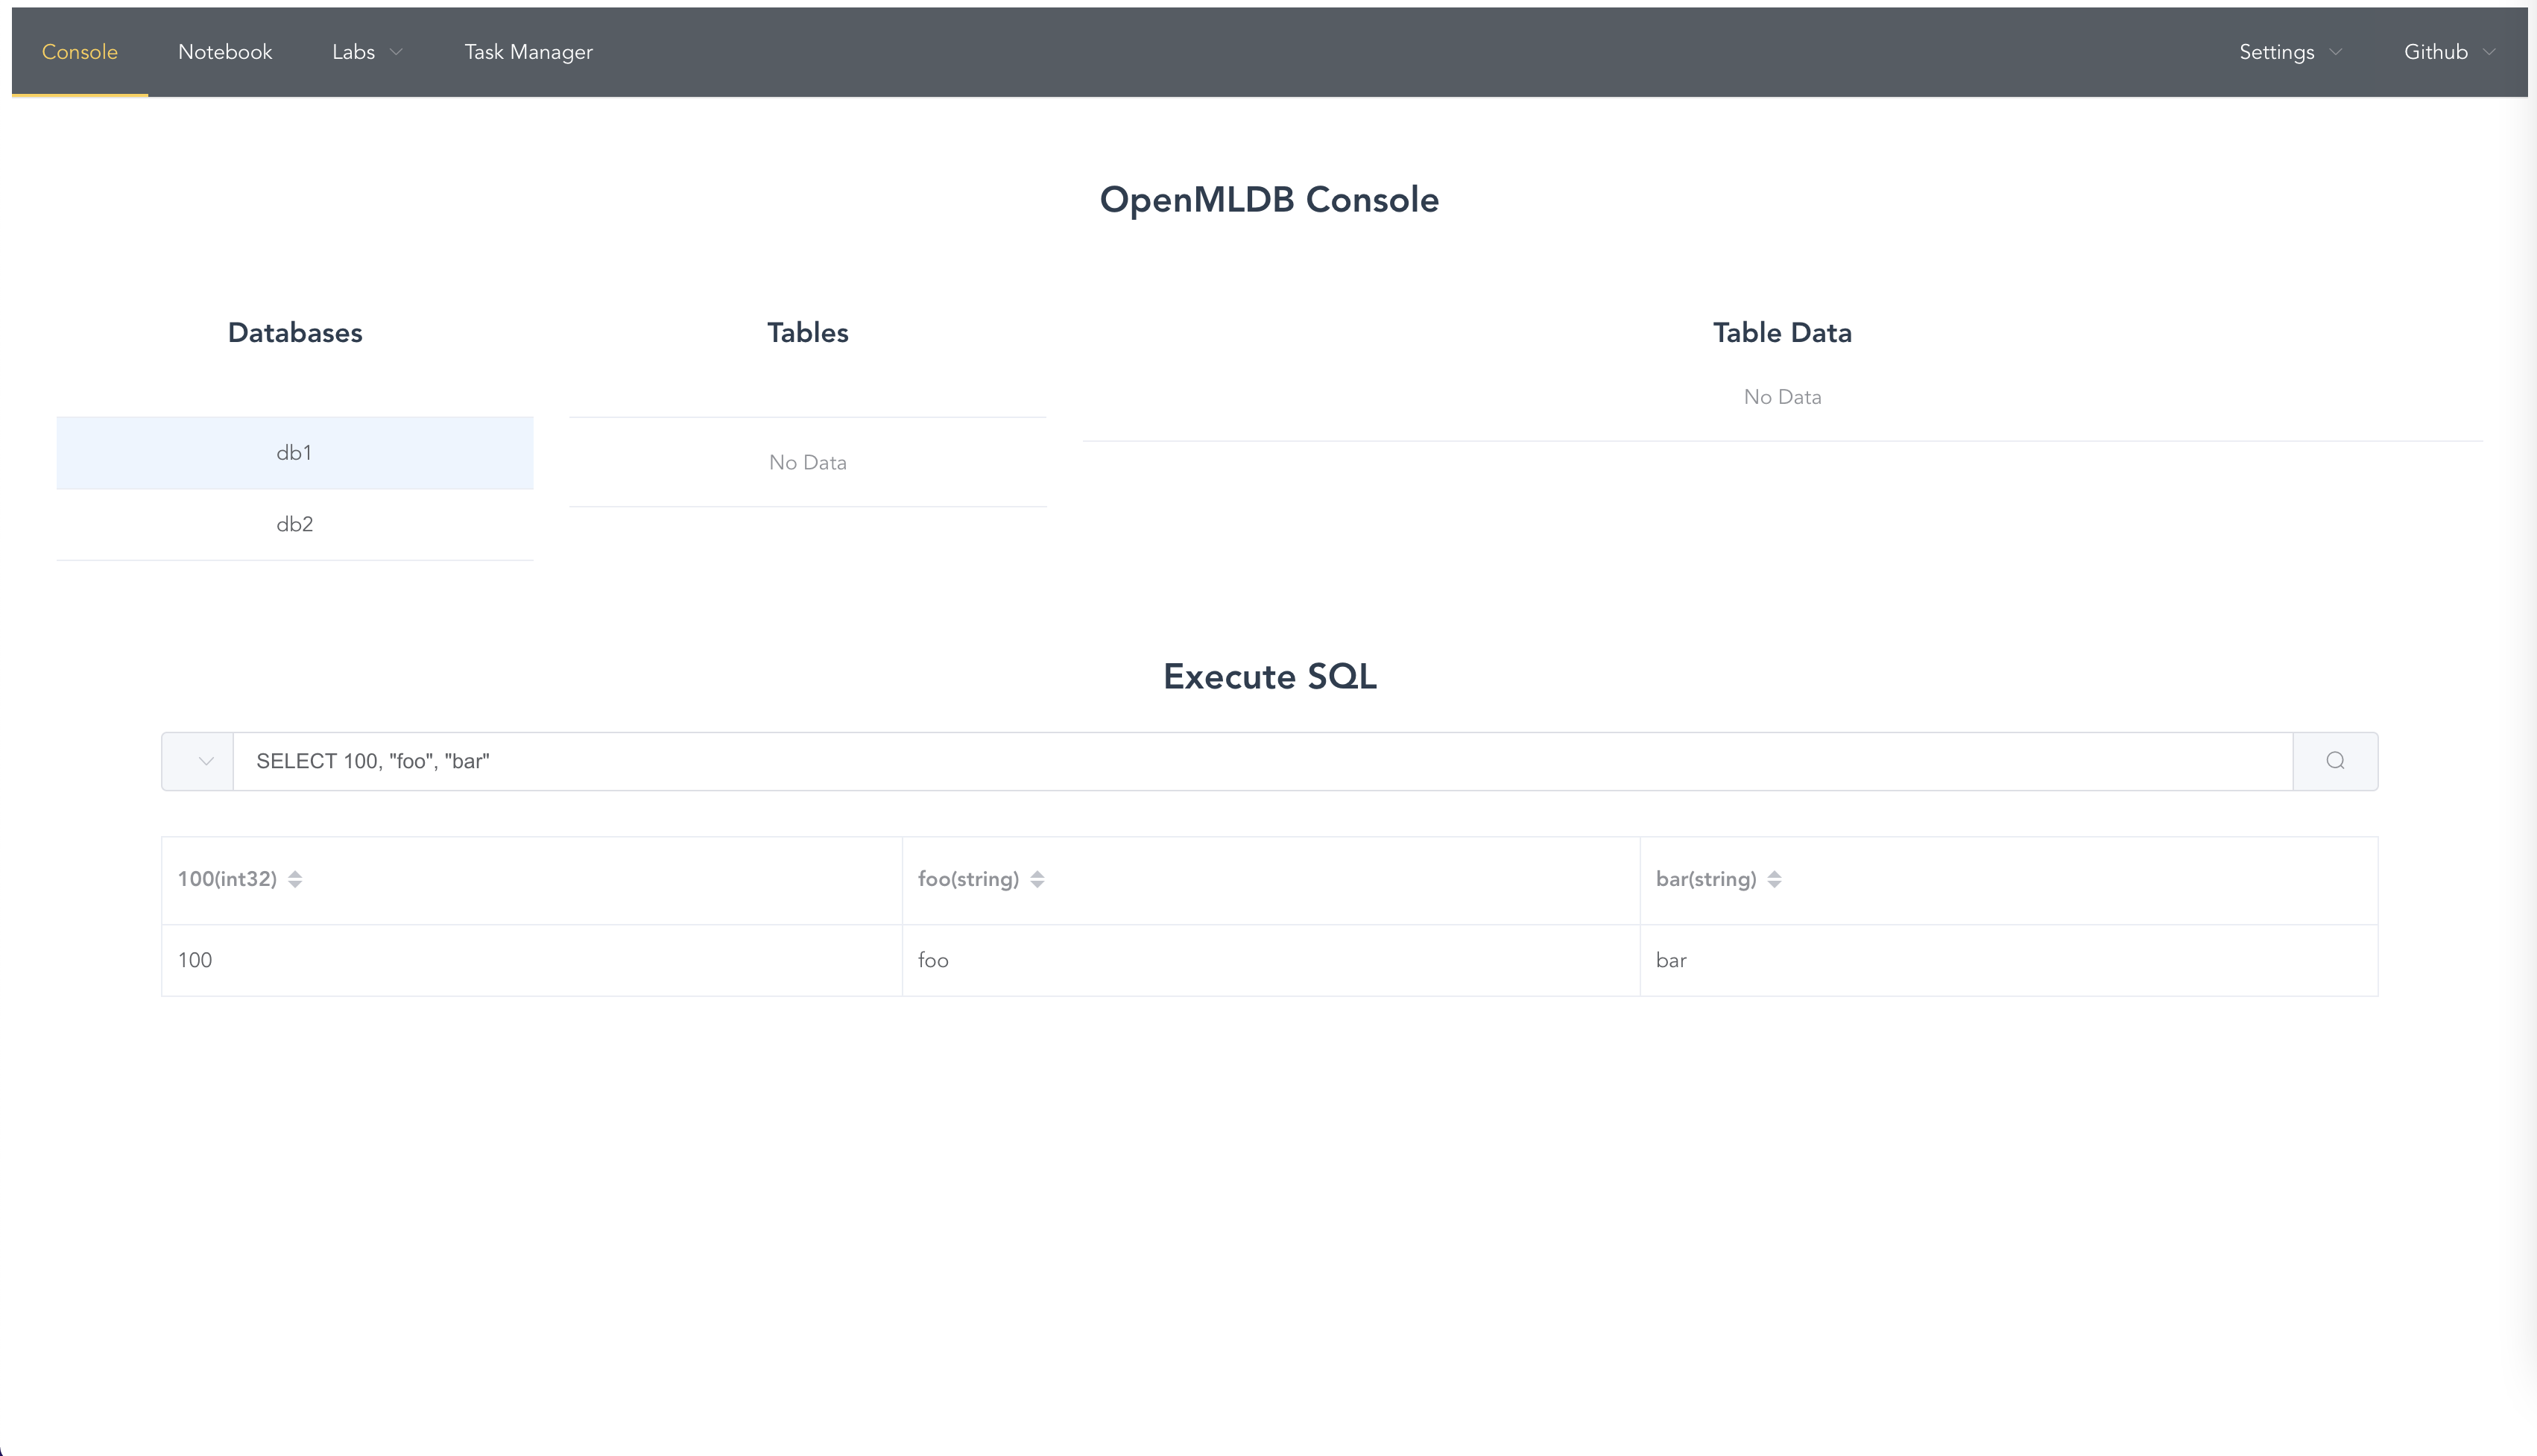 Console Notebook Labs Task Manager Settings Github
OpenMLDB Console
Databases
db1
db2
Tables
No Data
Table Data
No Data
Execute SQL
SELECT 100, "foo", "bar"
100(int32) foo(string) bar(string)
100 foo bar